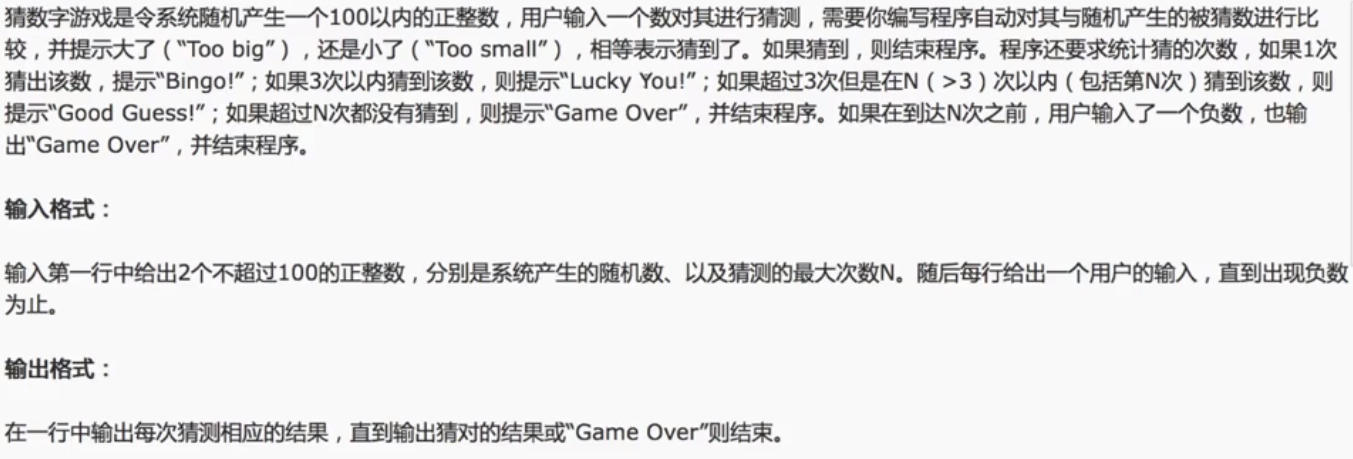 猜数字游戏是令系统随机产生一个100以内的正整数，用户输入一个数对其进行猜测，需要你编写程序自动对其与随机产生的被猜数进行比
较，并提示大了（“Too big”），还是小了（“Too small”），相等表示猜到了。如果猜到，则结束程序。程序还要求统计猜的次数，如果1次
猜出该数，提示“Bingo!”；如果3次以内猜到该数，则提示“Lucky You!”；如果超过3次但是在N（>3）次以内（包括第N次）猜到该数，则
提示“Good Guess!”；如果超过N次都没有猜到，则提示“Game Over”，并结束程序。如果在到达N次之前，用户输入了一个负数，也输
出“Game Over”，并结束程序。
输入格式：
输入第一行中给出2个不超过100的正整数，分别是系统产生的随机数、以及猜测的最大次数N。随后每行给出一个用户的输入，直到出现负数
为止。
输出格式：
在一行中输出每次猜测相应的结果，直到输出猜对的结果或“Game Over”则结束。